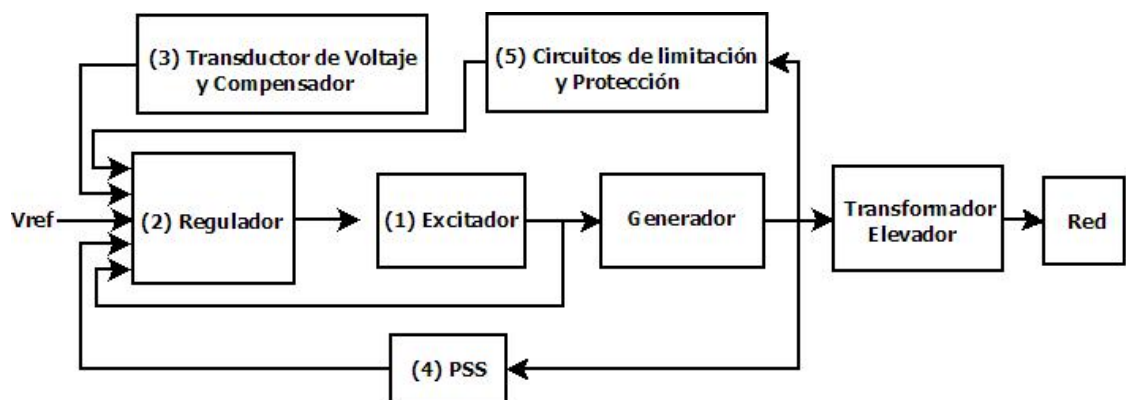 (3) Transductor de Voltaje
y Compensador
(5) Circuitos de limitación
y Protección
Vref
(2) Regulador
(1) Excitador
Generador
Transformador
Elevador
Red
(4) PSS